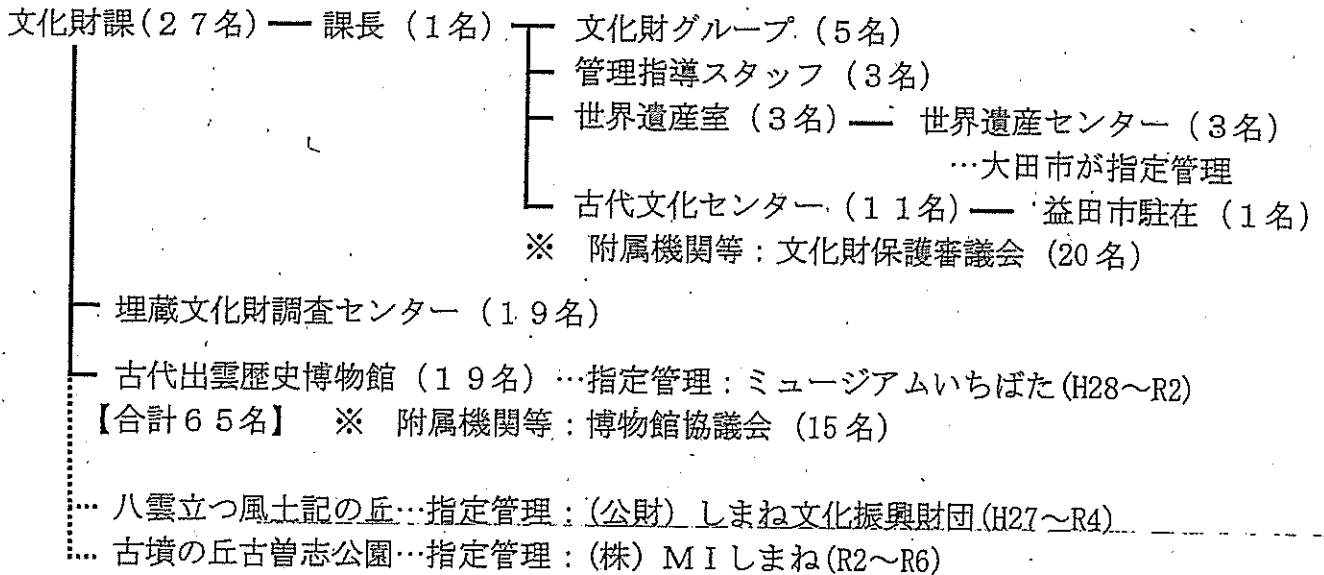 文化財課(27名)━ 課長(1名)┳ 文化財グループ(5名)
┣ 管理指導スタッフ(3名)
┣ 世界遺産室(3名)━ 世界遺産センター(3名)
…大田市が指定管理
┗ 古代文化センター(11名)━ 益田市駐在(1名)
※ 附属機関等:文化財保護審議会(20名)
埋蔵文化財調査センター(19名)
古代出雲歴史博物館(19名)…指定管理:ミュージアムいちばた(H28～R2)
【合計65名】 ※ 附属機関等:博物館協議会(15名)
… 八雲立つ風土記の丘…指定管理:(公財)しまね文化振興財団(H27～R4)
… 古墳の丘古曽志公園…指定管理:(株)MIしまね(R2～R6)